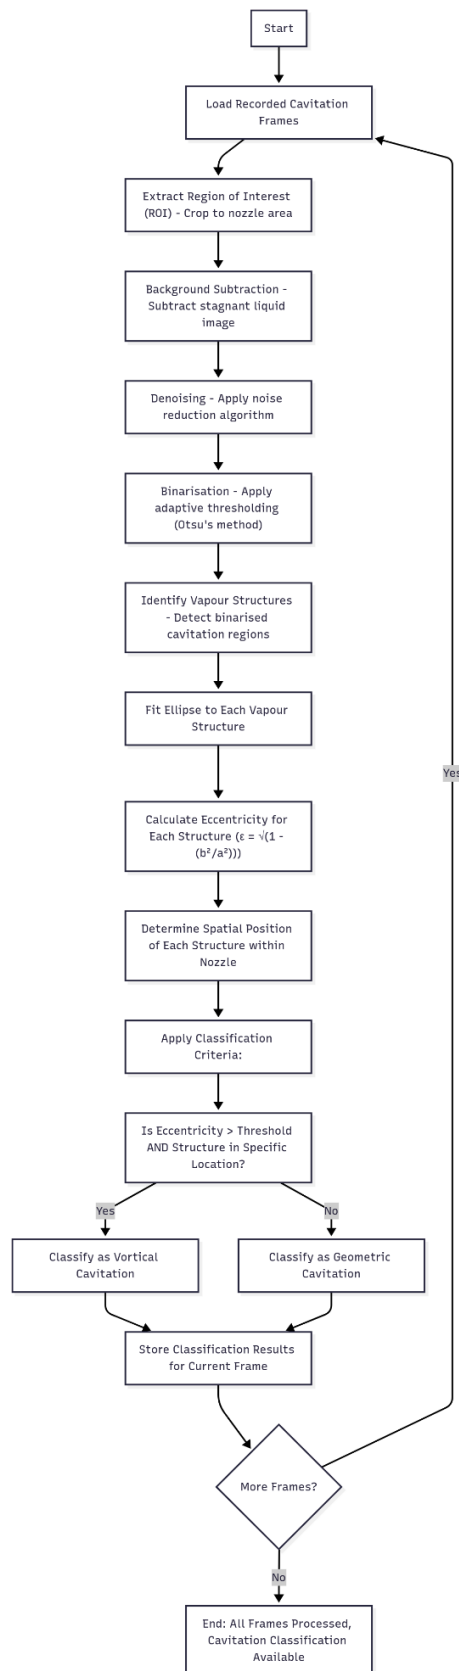 Start
Load Recorded Cavitation
Frames
Extract Region of Interest
(ROI) - Crop to nozzle area
Background Subtraction -
Subtract stagnant liquid
image
Denoising - Apply noise
reduction algorithm
Binarisation - Apply
adaptive thresholding
(Otsu's method)
Identify Vapour Structures
- Detect binarised
cavitation regions
Fit Ellipse to Each Vapour
Structure
Yes
Calculate Eccentricity for
Each Structure (ε = √(1 -
(b²/a²)))
Determine Spatial Position
of Each Structure within
Nozzle
Apply Classification
Criteria:
Is Eccentricity > Threshold
AND Structure in Specific
Location?
Yes
No
Classify as Vortical
Cavitation
Classify as Geometric
Cavitation
Store Classification Results
for Current Frame
More Frames?
No
End: All Frames Processed,
Cavitation Classification
Available